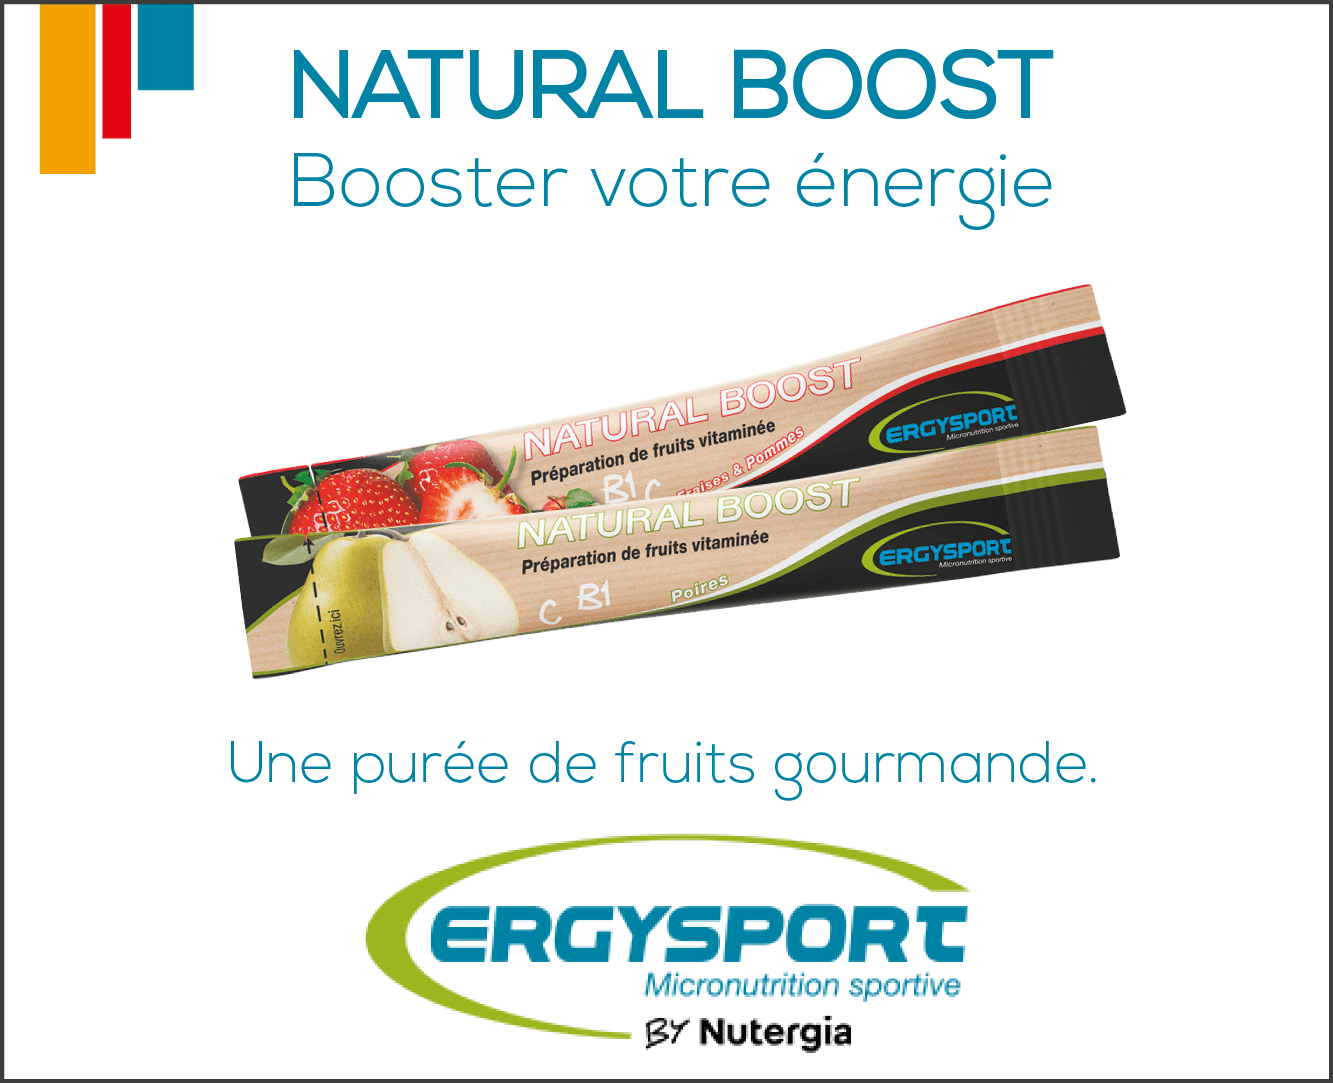 NATURAL BOOST
Booster votre énergie
NATURAL BOOST
Préparation de fruits vitaminée
B1 C
Fraises & Pommes
ERGYSPORT
Micronutrition sportive
NATURAL BOOST
Préparation de fruits vitaminée
C B1
Poires
ERGYSPORT
Micronutrition sportive
Ouvrez ici
Une purée de fruits gourmande.
ERGYSPORT
Micronutrition sportive
BY Nutergia